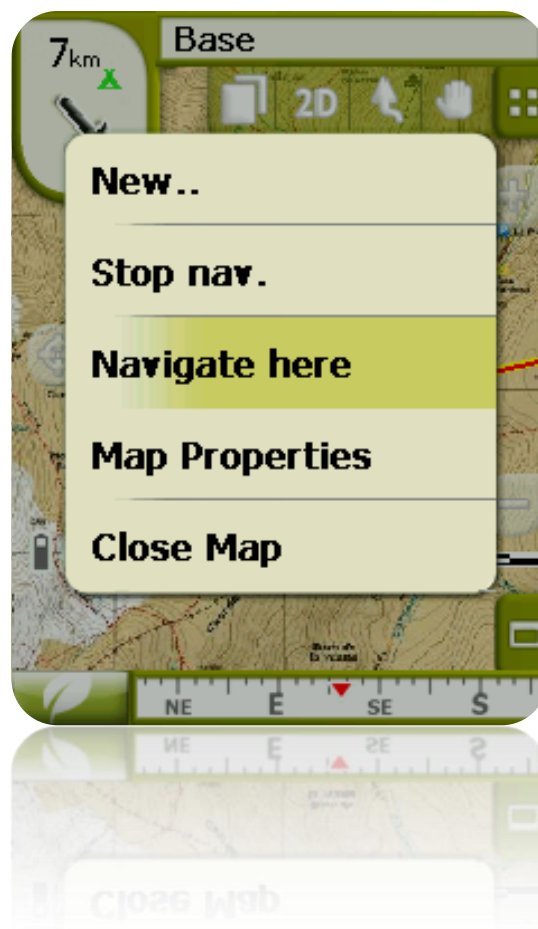 7km
Base
2D
New..
Stop nav.
Navigate here
Map Properties
Close Map
NE E SE S